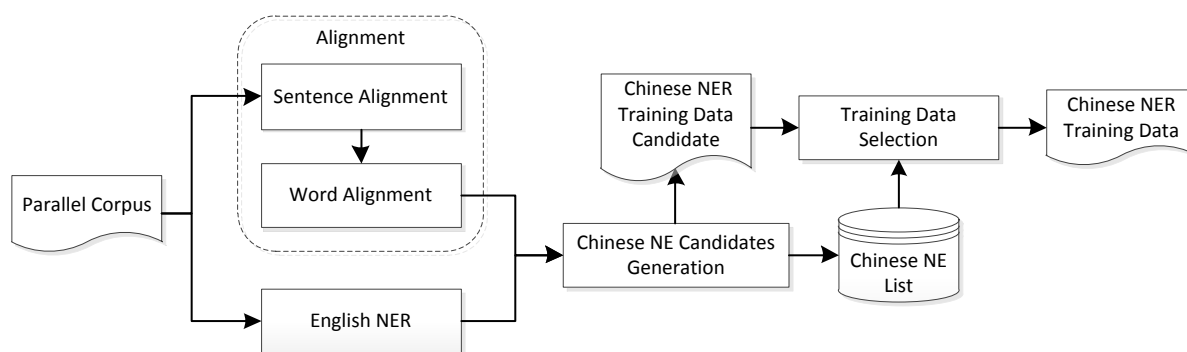 Alignment
Sentence Alignment
Word Alignment
Parallel Corpus
English NER
Chinese NE Candidates
Generation
Chinese NER
Training Data
Candidate
Training Data
Selection
Chinese NER
Training Data
Chinese NE
List